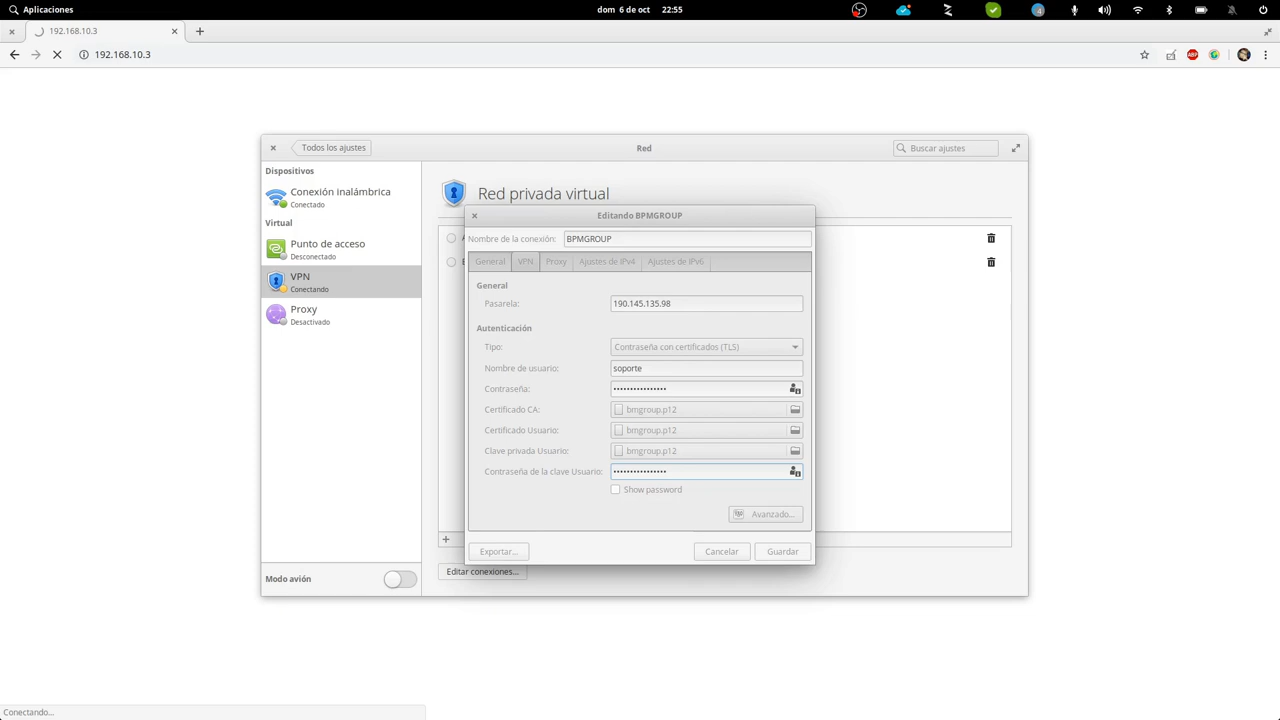 Aplicaciones
dom 6 de oct 22:55
192.168.10.3
192.168.10.3
ABP
Todos los ajustes
Red
Buscar ajustes
Dispositivos
Conexión inalámbrica
Conectado
Virtual
Punto de acceso
Desconectado
VPN
Conectando
Proxy
Desactivado
Modo avión
Red privada virtual
Editando BPMGROUP
Nombre de la conexión: BPMGROUP
General VPN Proxy Ajustes de IPv4 Ajustes de IPv6
General
Pasarela: 190.145.135.98
Autenticación
Tipo: Contraseña con certificados (TLS)
Nombre de usuario: soporte
Contraseña: ••••••••••••••••
Certificado CA: bmgroup.p12
Certificado Usuario: bmgroup.p12
Clave privada Usuario: bmgroup.p12
Contraseña de la clave Usuario: ••••••••••••••••
Show password
Avanzado...
Exportar...
Cancelar
Guardar
Editar conexiones...
Conectando...